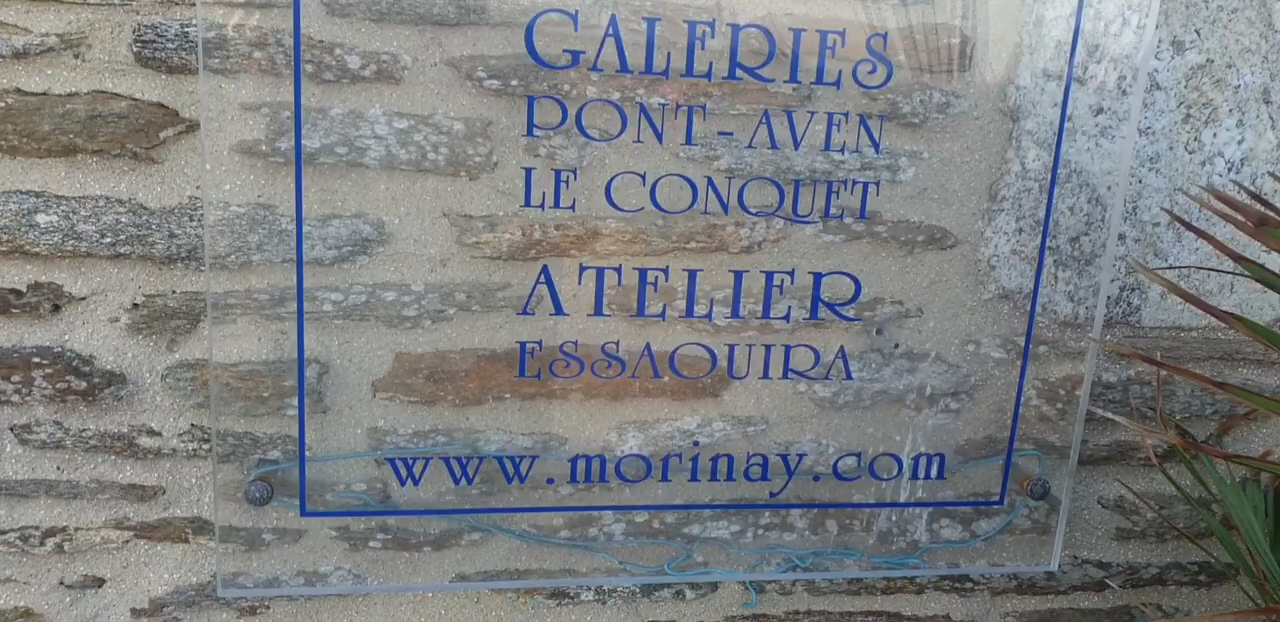 GALERIES
PONT-AVEN
LE CONQUET
ATELIER
ESSAOUIRA
www.morinay.com